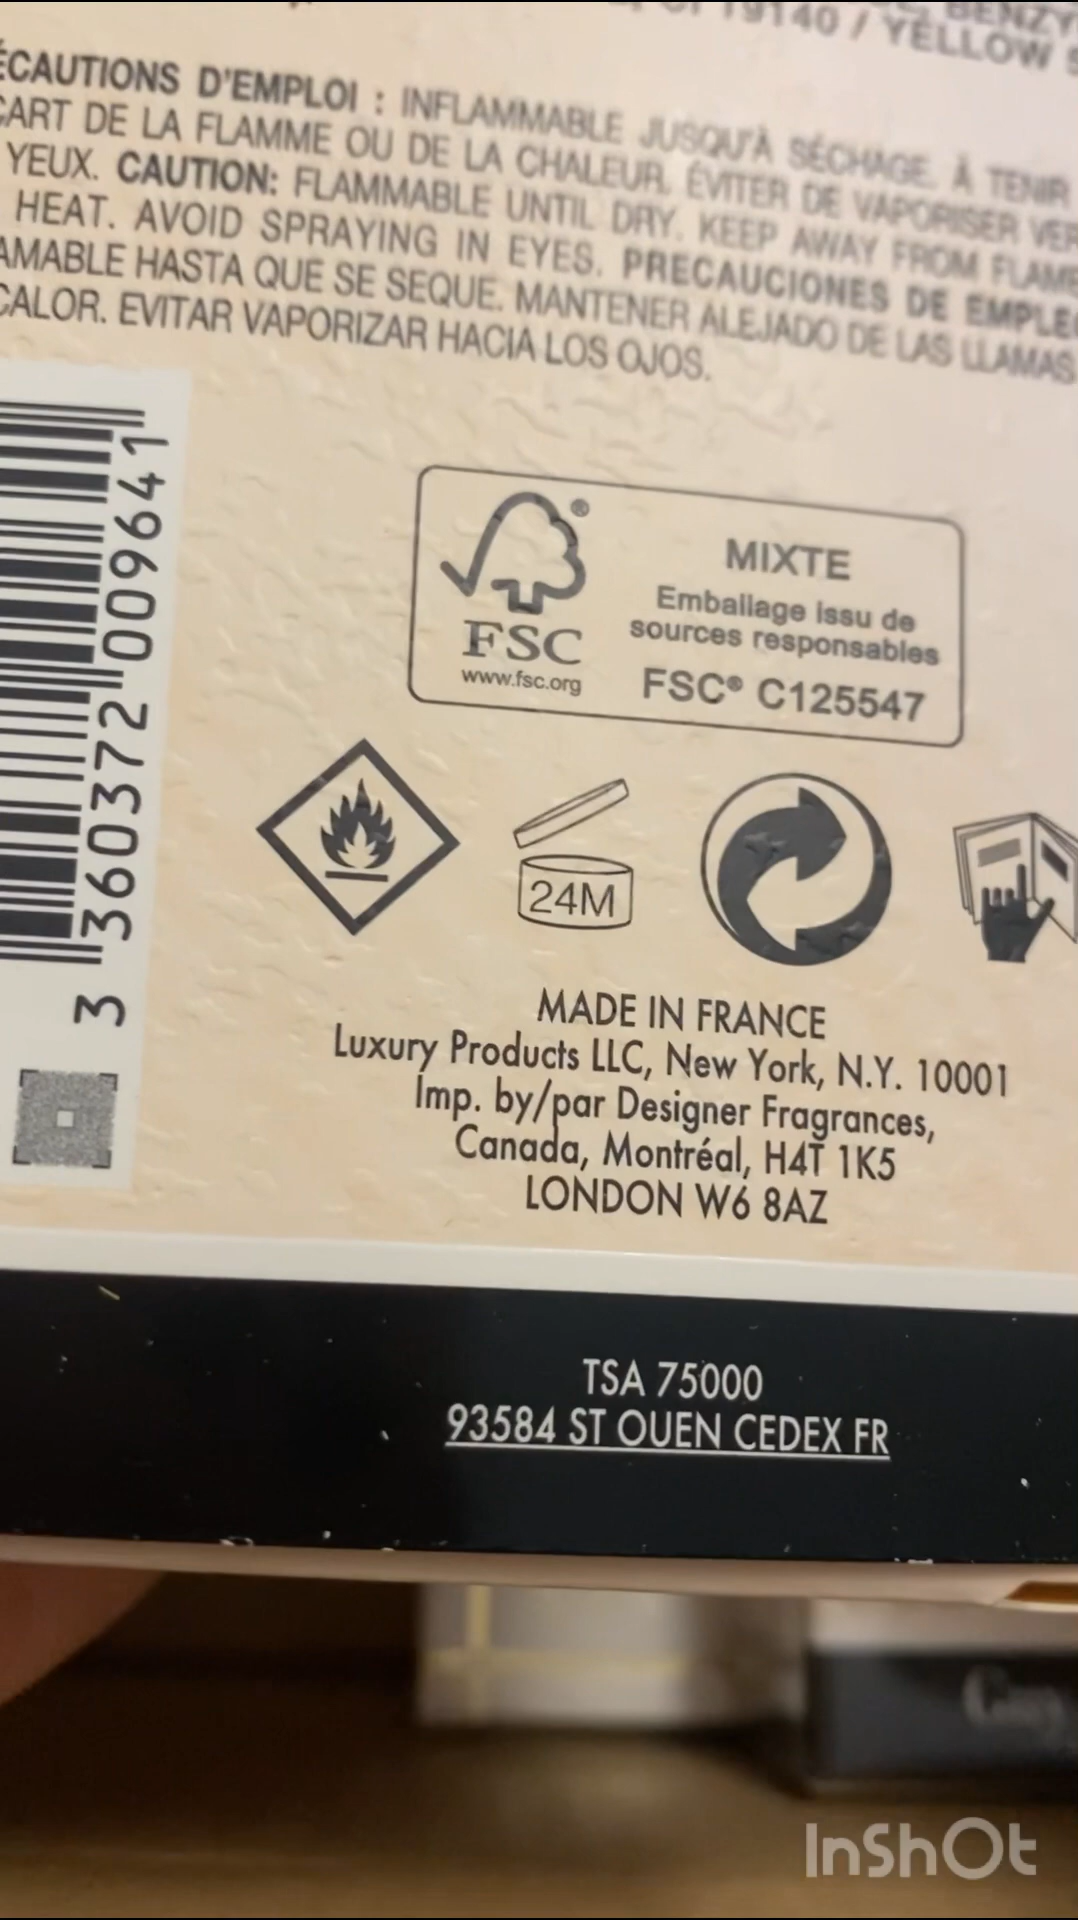 19140 / YELLOW
ÉCAUTIONS D'EMPLOI : INFLAMMABLE JUSQU'À SÉCHAGE. À TENIR
CART DE LA FLAMME OU DE LA CHALEUR. ÉVITER DE VAPORISER VER
YEUX. CAUTION: FLAMMABLE UNTIL DRY. KEEP AWAY FROM FLAME
HEAT. AVOID SPRAYING IN EYES. PRECAUCIONES DE EMPLEO
AMABLE HASTA QUE SE SEQUE. MANTENER ALEJADO DE LAS LLAMAS
CALOR. EVITAR VAPORIZAR HACIA LOS OJOS.
3 360372 009641
FSC
www.fsc.org
MIXTE
Emballage issu de
sources responsables
FSC® C125547
24M
MADE IN FRANCE
Luxury Products LLC, New York, N.Y. 10001
Imp. by/par Designer Fragrances,
Canada, Montréal, H4T 1K5
LONDON W6 8AZ
TSA 75000
93584 ST OUEN CEDEX FR
InShOt